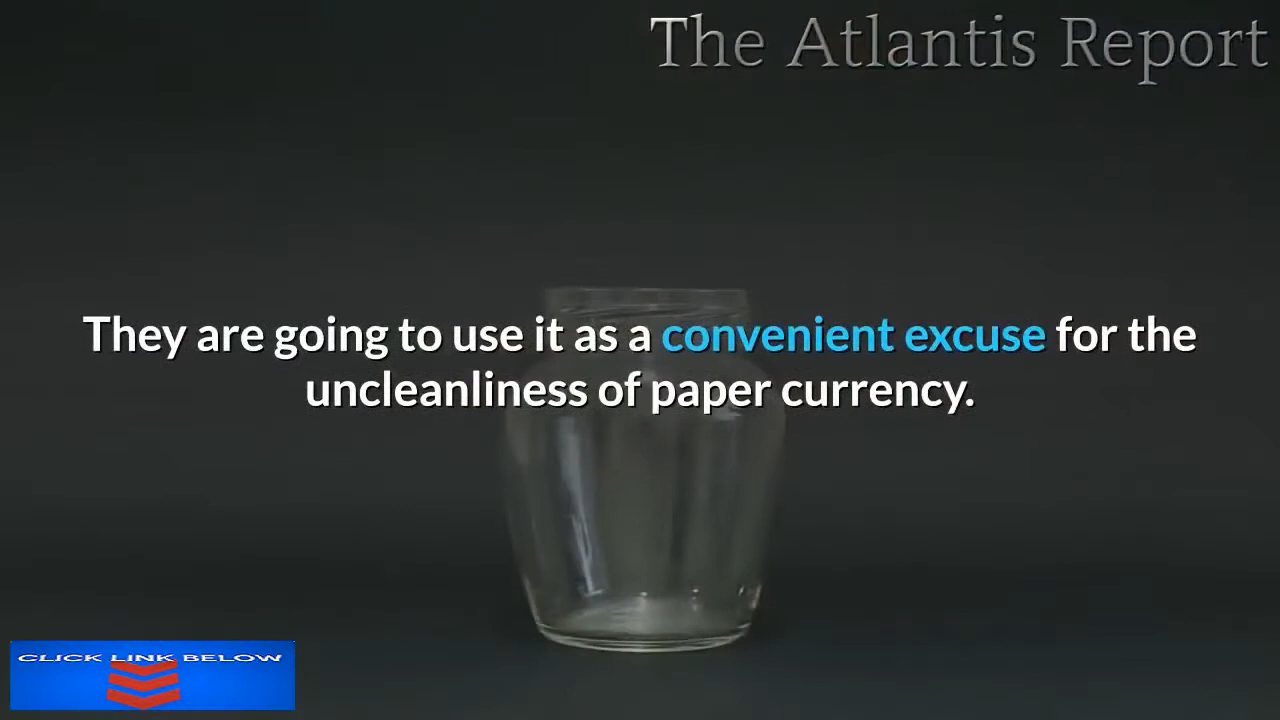 The Atlantis Report
They are going to use it as a convenient excuse for the
uncleanliness of paper currency.
CLICK LINK BELOW